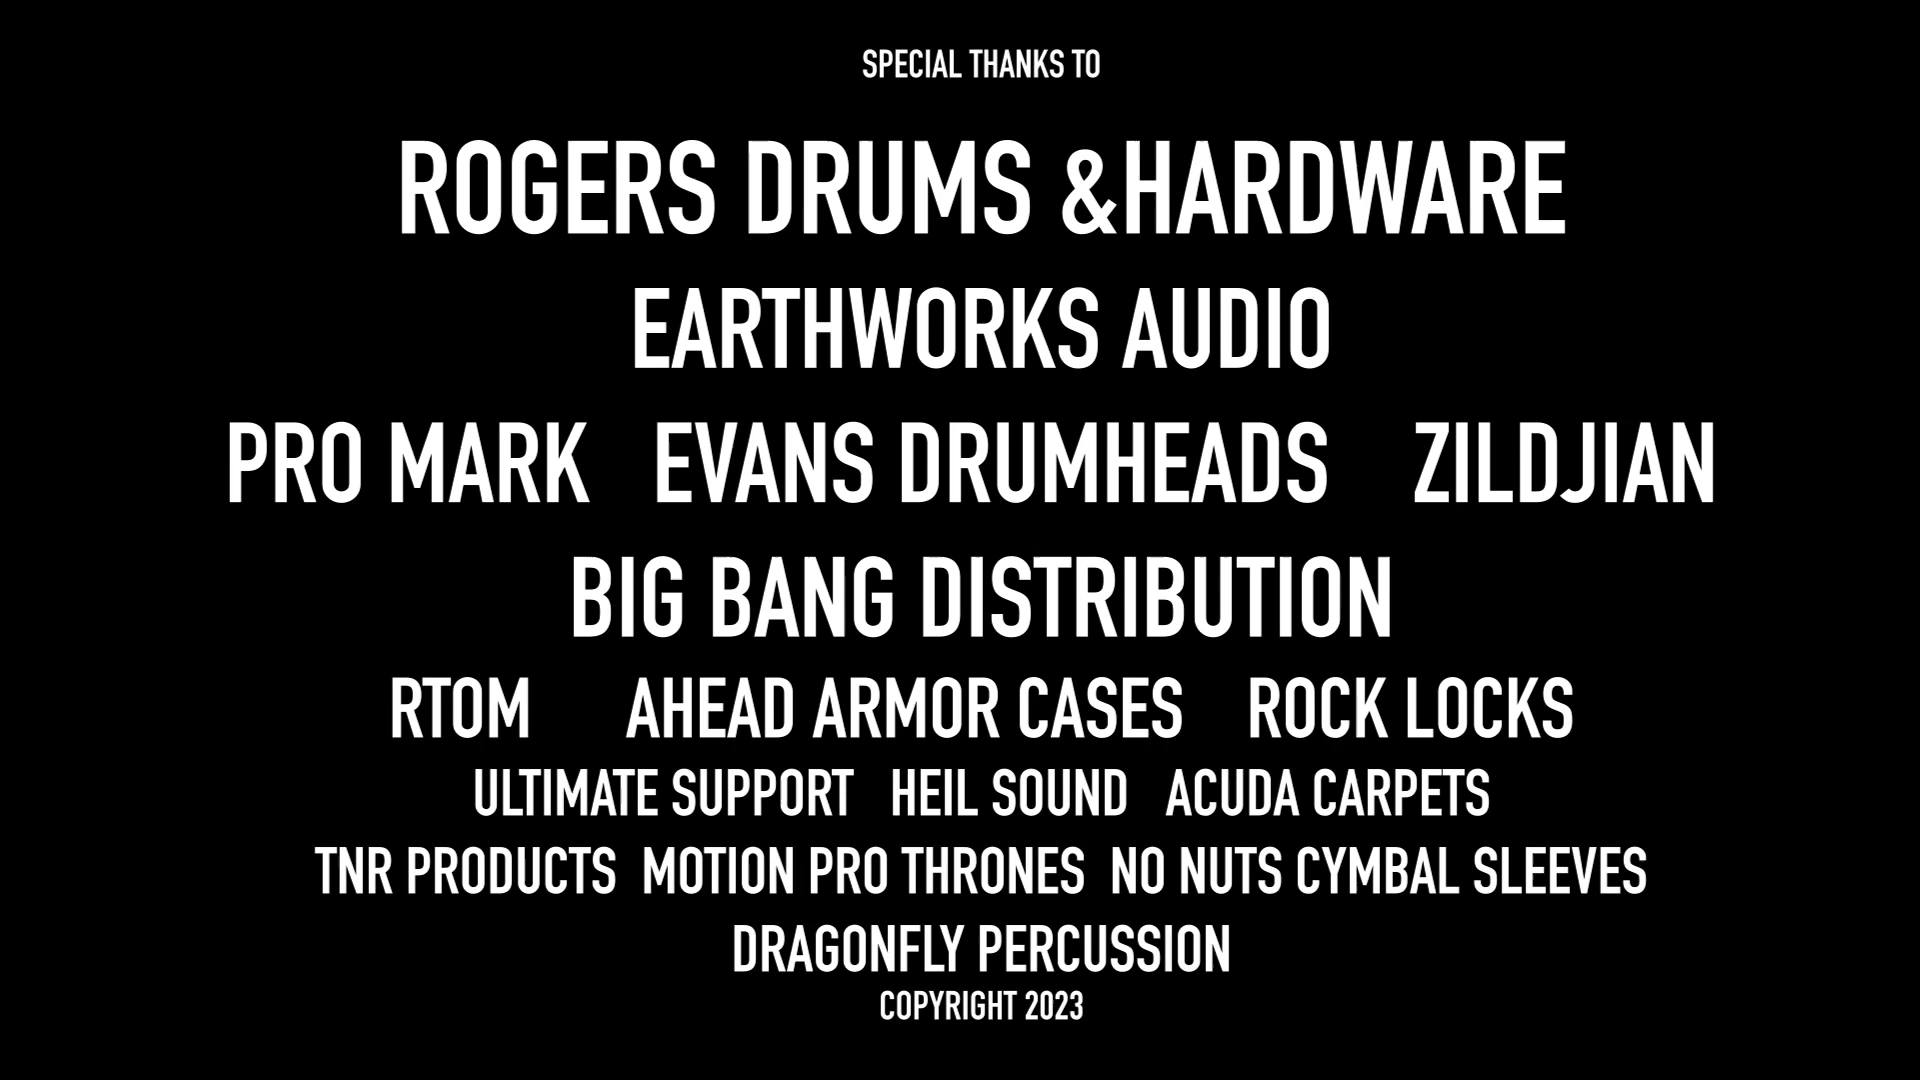 SPECIAL THANKS TO
ROGERS DRUMS &HARDWARE
EARTHWORKS AUDIO
PRO MARK EVANS DRUMHEADS ZILDJIAN
BIG BANG DISTRIBUTION
RTOM AHEAD ARMOR CASES ROCK LOCKS
ULTIMATE SUPPORT HEIL SOUND ACUDA CARPETS
TNR PRODUCTS MOTION PRO THRONES NO NUTS CYMBAL SLEEVES
DRAGONFLY PERCUSSION
COPYRIGHT 2023